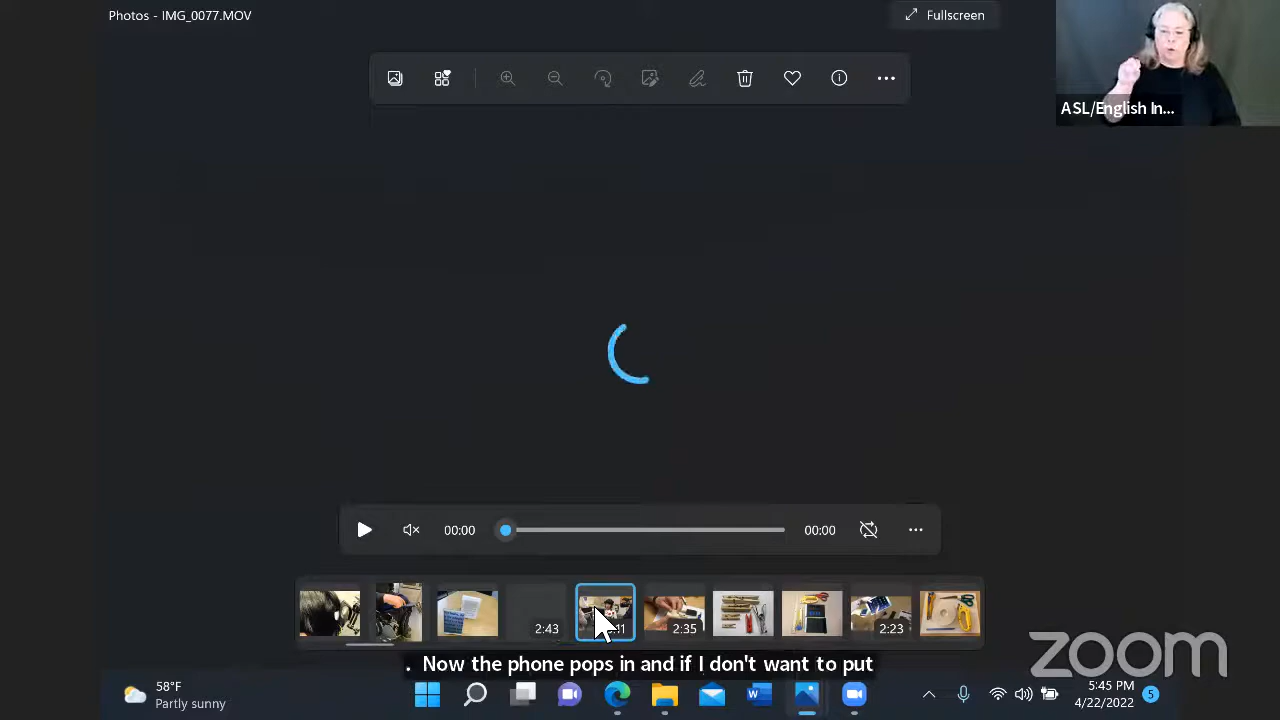 Photos - IMG_0077.MOV
Fullscreen
ASL/English In...
00:00
00:00
2:43
2:35
2:23
. Now the phone pops in and if I don't want to put
zoom
58°F
Partly sunny
5:45 PM
4/22/2022
5